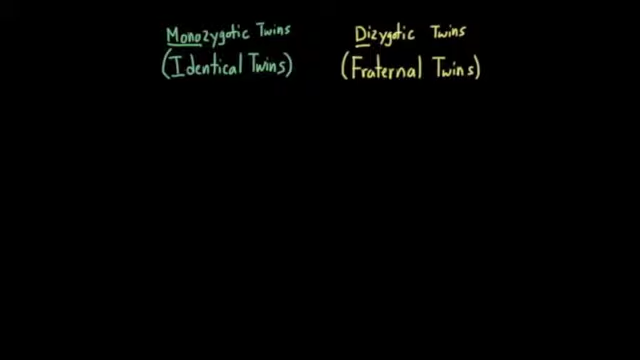 Monozygotic Twins
(Identical Twins)
Dizygotic Twins
(Fraternal Twins)